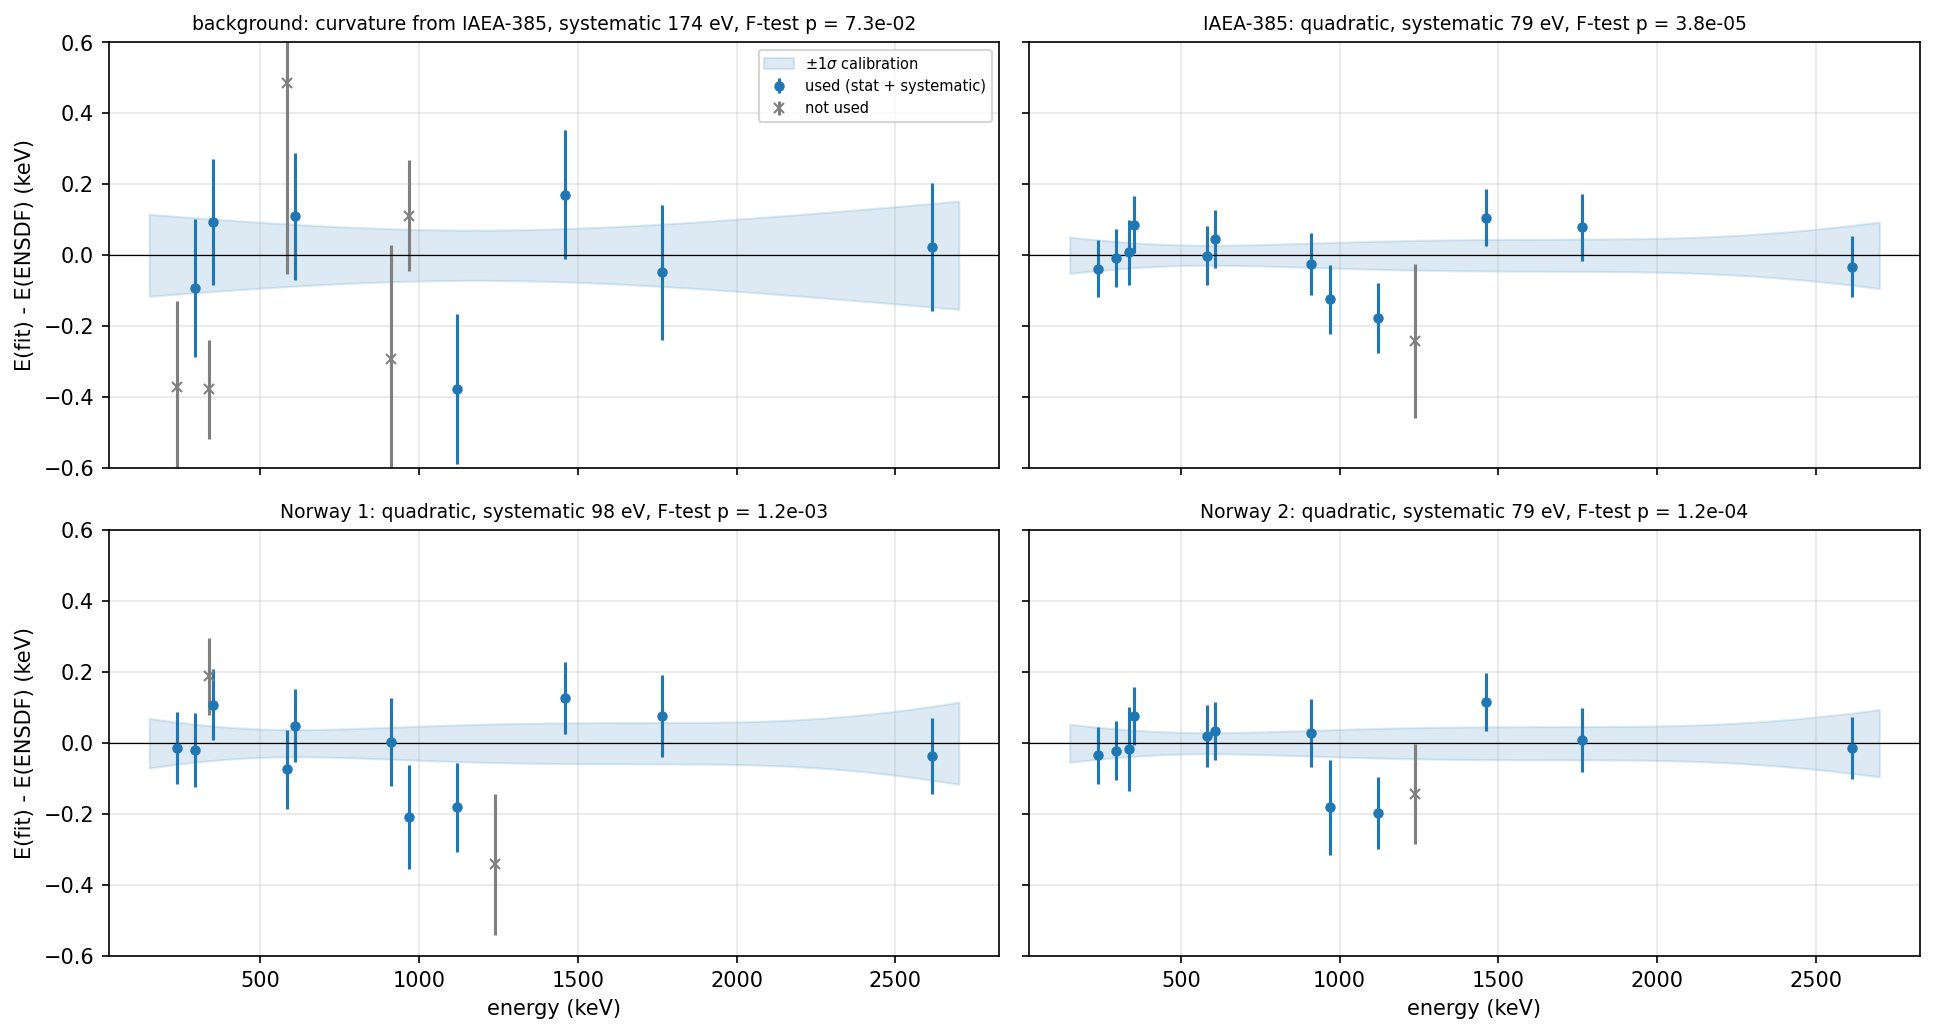 background: curvature from IAEA-385, systematic 174 eV, F-test p = 7.3e-02
IAEA-385: quadratic, systematic 79 eV, F-test p = 3.8e-05
E(fit) - E(ENSDF) (keV)
0.6
0.4
0.2
0.0
−0.2
−0.4
−0.6
±1σ calibration
used (stat + systematic)
not used
Norway 1: quadratic, systematic 98 eV, F-test p = 1.2e-03
Norway 2: quadratic, systematic 79 eV, F-test p = 1.2e-04
E(fit) - E(ENSDF) (keV)
0.6
0.4
0.2
0.0
−0.2
−0.4
−0.6
500 1000 1500 2000 2500
500 1000 1500 2000 2500
energy (keV)
energy (keV)